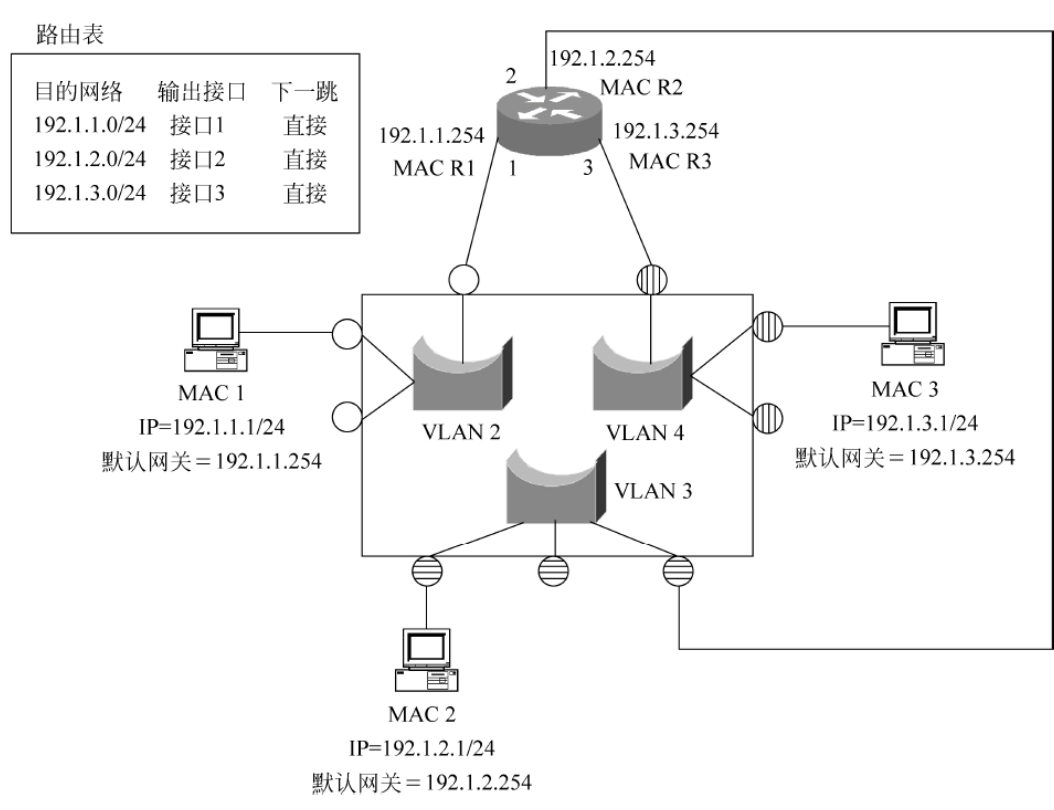 路由表
目的网络 输出接口 下一跳
192.1.1.0/24 接口1 直接
192.1.2.0/24 接口2 直接
192.1.3.0/24 接口3 直接
2
192.1.2.254
MAC R2
192.1.1.254
MAC R1
1
3
192.1.3.254
MAC R3
MAC 1
IP=192.1.1.1/24
默认网关=192.1.1.254
VLAN 2
VLAN 4
VLAN 3
MAC 3
IP=192.1.3.1/24
默认网关=192.1.3.254
MAC 2
IP=192.1.2.1/24
默认网关=192.1.2.254